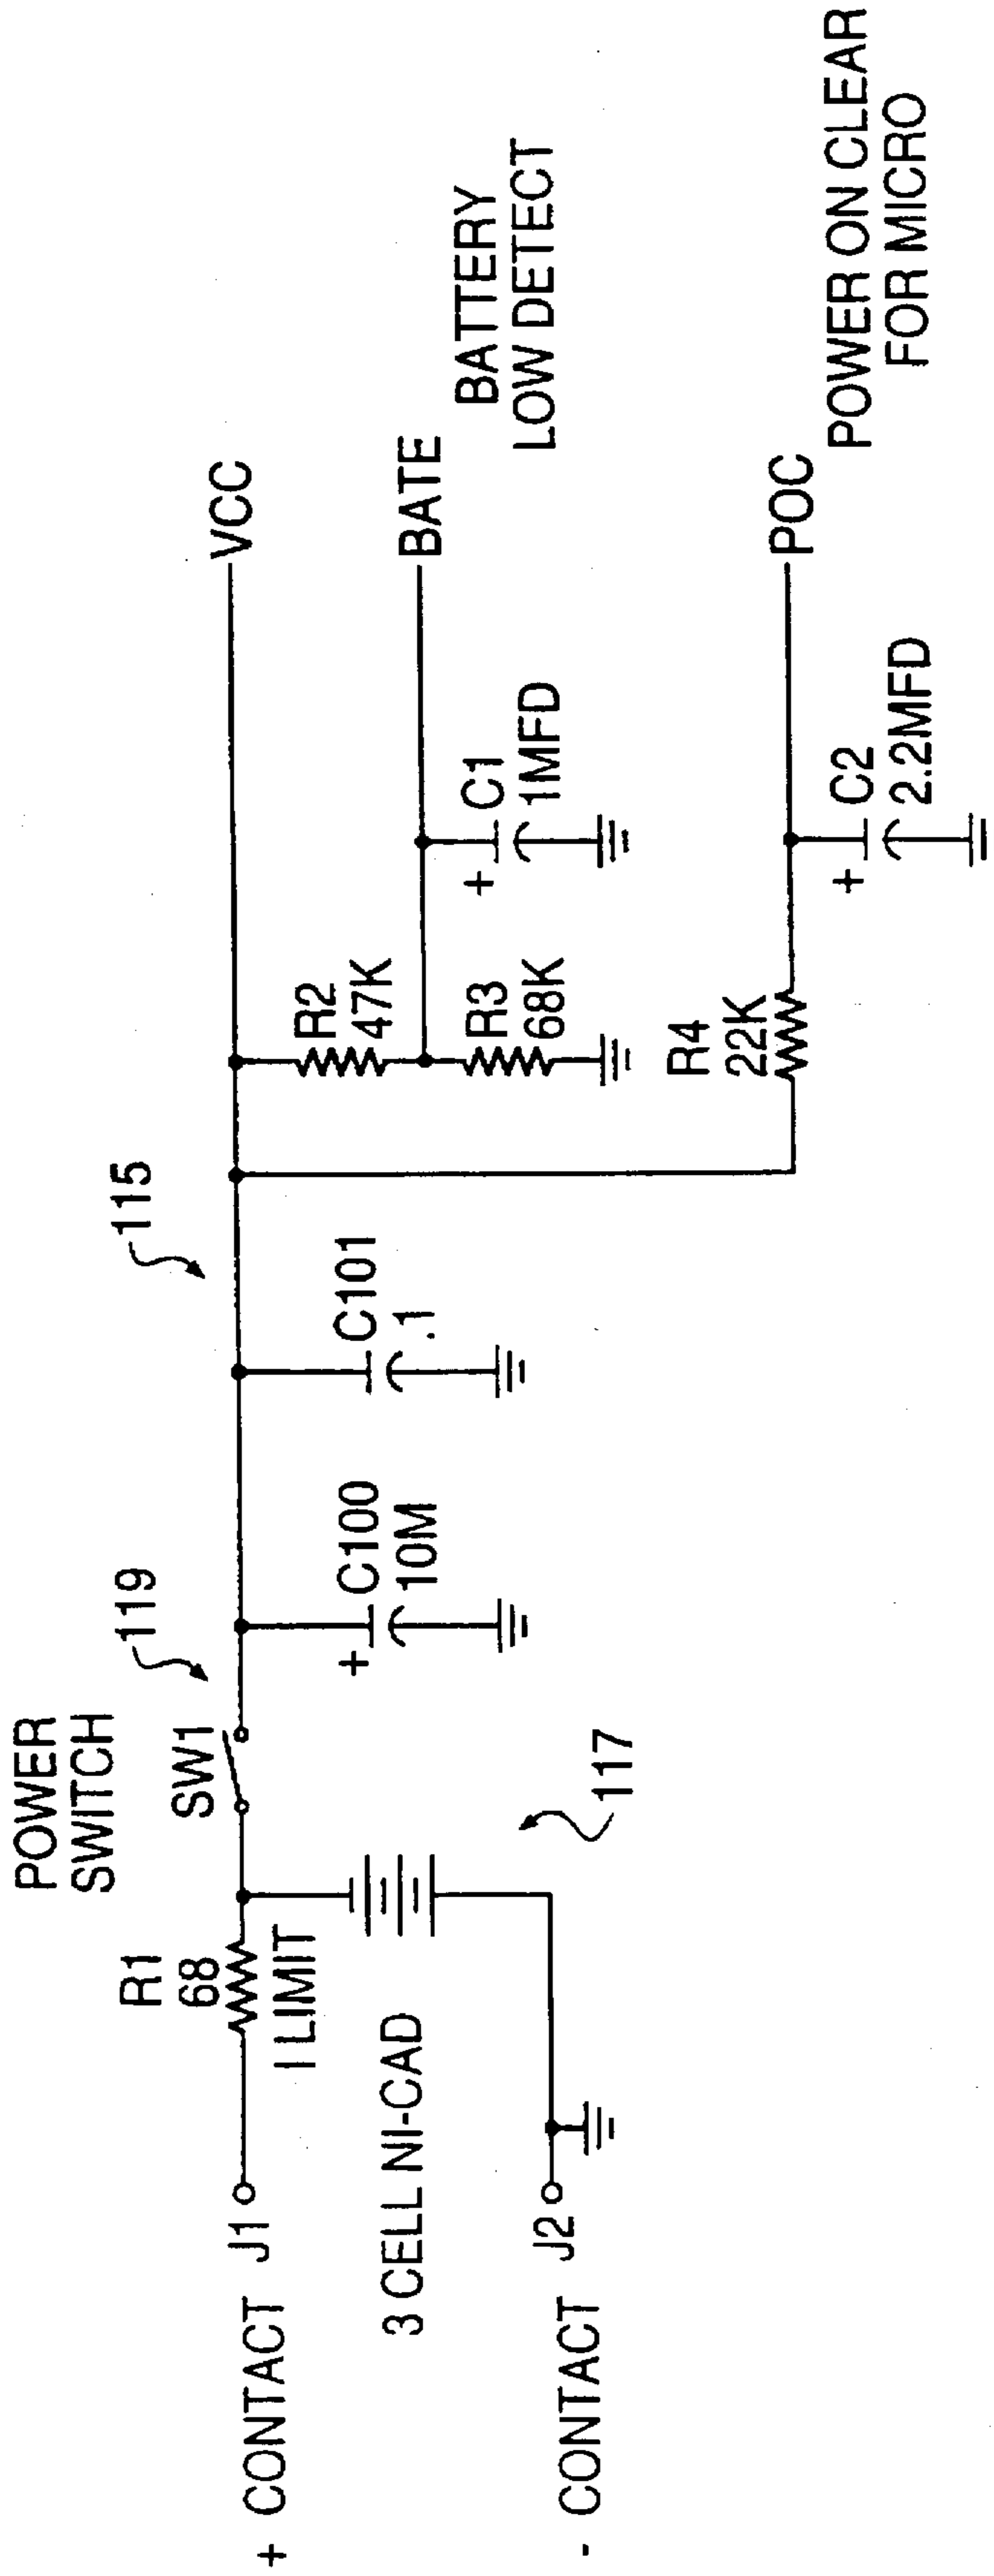 + CONTACT J1
R1
68
I LIMIT
POWER
SWITCH
SW1
119
3 CELL NI-CAD
117
- CONTACT J2
+
C100
10M
C101
.1
115
R2
47K
R3
68K
+
C1
1MFD
VCC
BATE
BATTERY
LOW DETECT
R4
22K
+
C2
2.2MFD
POC
POWER ON CLEAR
FOR MICRO